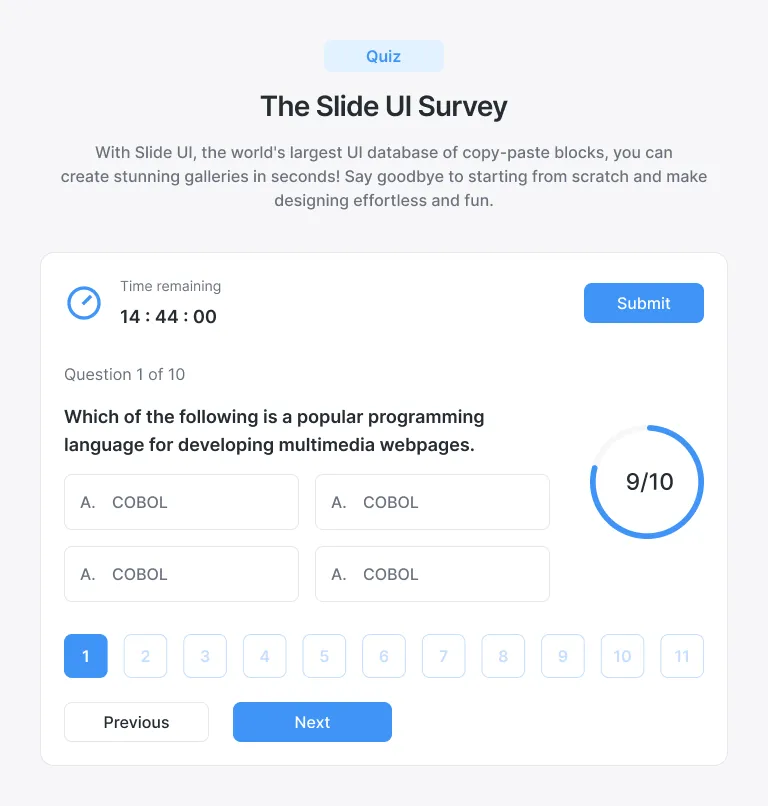 Quiz
The Slide UI Survey
With Slide UI, the world's largest UI database of copy-paste blocks, you can
create stunning galleries in seconds! Say goodbye to starting from scratch and make
designing effortless and fun.
Time remaining
14 : 44 : 00
Submit
Question 1 of 10
Which of the following is a popular programming
language for developing multimedia webpages.
9/10
A. COBOL
A. COBOL
A. COBOL
A. COBOL
1 2 3 4 5 6 7 8 9 10 11
Previous
Next